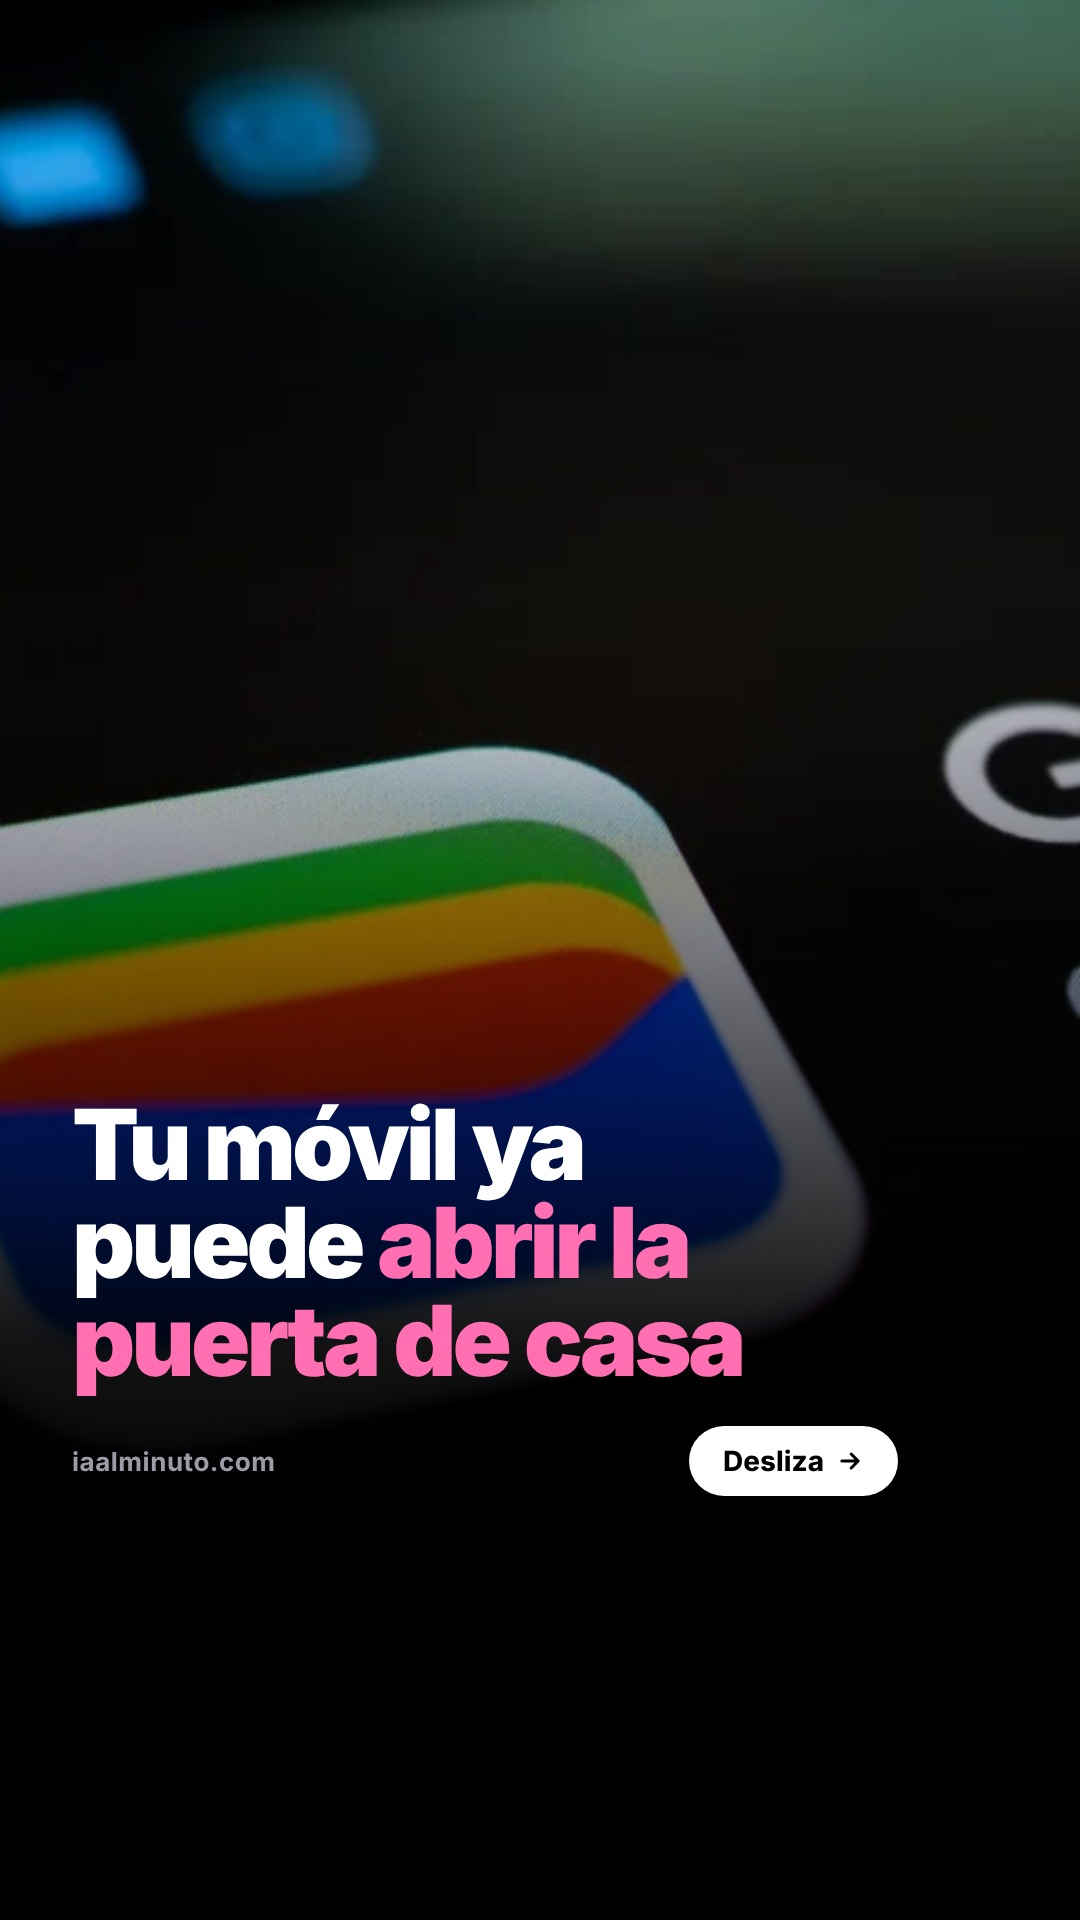 G
Tu móvil ya
puede abrir la
puerta de casa
iaalminuto.com
Desliza →